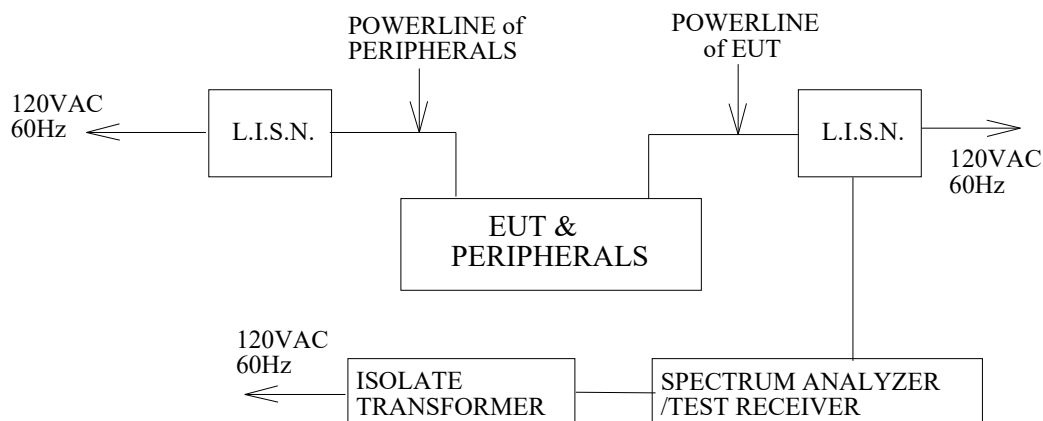 POWERLINE of
PERIPHERALS
POWERLINE
of EUT
120VAC
60Hz
L.I.S.N.
L.I.S.N.
120VAC
60Hz
EUT &
PERIPHERALS
120VAC
60Hz
ISOLATE
TRANSFORMER
SPECTRUM ANALYZER
/TEST RECEIVER